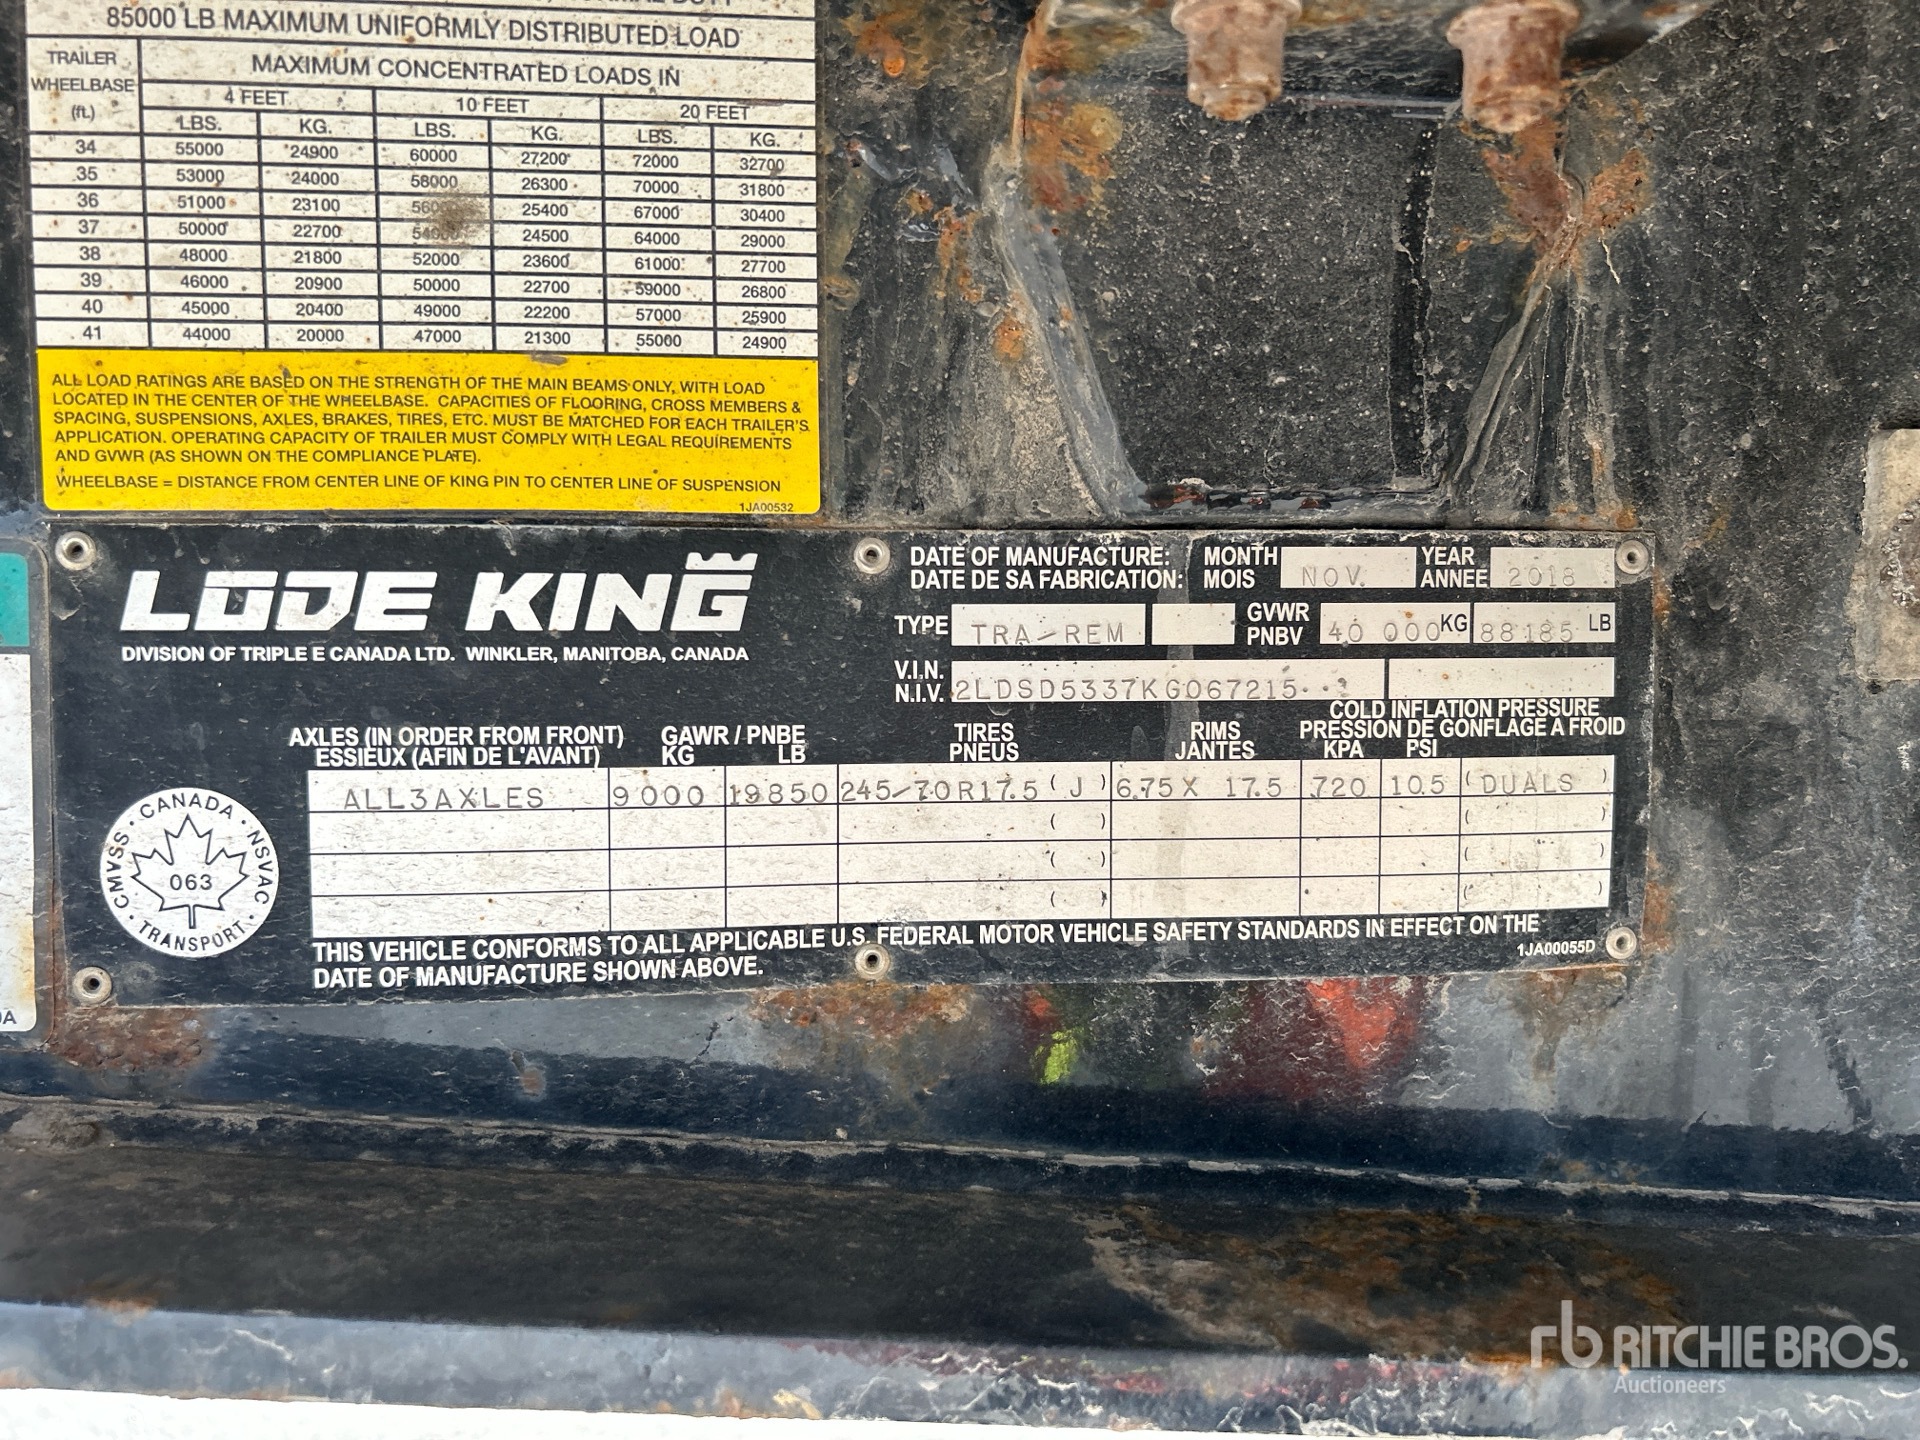 85000 LB MAXIMUM UNIFORMLY DISTRIBUTED LOAD
TRAILER WHEELBASE (ft.) MAXIMUM CONCENTRATED LOADS IN
4 FEET 10 FEET 20 FEET
LBS. KG. LBS. KG. LBS. KG.
34 55000 24900 60000 27,200 72000 32700
35 53000 24000 58000 26300 70000 31800
36 51000 23100 25400 67000 30400
37 50000 22700 54000 24500 64000 29000
38 48000 21800 52000 23600 61000 27700
39 46000 20900 50000 22700 59000 26800
40 45000 20400 49000 22200 57000 25900
41 44000 20000 47000 21300 55000 24900
ALL LOAD RATINGS ARE BASED ON THE STRENGTH OF THE MAIN BEAMS ONLY, WITH LOAD
LOCATED IN THE CENTER OF THE WHEELBASE. CAPACITIES OF FLOORING, CROSS MEMBERS &
SPACING, SUSPENSIONS, AXLES, BRAKES, TIRES, ETC. MUST BE MATCHED FOR EACH TRAILER'S
APPLICATION. OPERATING CAPACITY OF TRAILER MUST COMPLY WITH LEGAL REQUIREMENTS
AND GVWR (AS SHOWN ON THE COMPLIANCE PLATE).
WHEELBASE = DISTANCE FROM CENTER LINE OF KING PIN TO CENTER LINE OF SUSPENSION
1JA00532
LODE KING
DIVISION OF TRIPLE E CANADA LTD. WINKLER, MANITOBA, CANADA
DATE OF MANUFACTURE: MONTH NOV. YEAR 2018
DATE DE SA FABRICATION: MOIS ANNEE
TYPE TRA-REM GVWR PNBV 40 000 KG 88185 LB
V.I.N.
N.I.V. 2LDSD5337KG067215
COLD INFLATION PRESSURE
AXLES (IN ORDER FROM FRONT) GAWR / PNBE TIRES RIMS PRESSION DE GONFLAGE A FROID
ESSIEUX (AFIN DE L'AVANT) KG LB PNEUS JANTES KPA PSI
ALL3AXLES 9000 19850 245-70R17.5 (J) 6.75 X 17.5 720 105 (DUALS)
( ) ( )
( ) ( )
( ) ( )
CANADA · NSVAC · TRANSPORT · CMVSS ·
063
THIS VEHICLE CONFORMS TO ALL APPLICABLE U.S. FEDERAL MOTOR VEHICLE SAFETY STANDARDS IN EFFECT ON THE
DATE OF MANUFACTURE SHOWN ABOVE.
1JA00055D
rb RITCHIE BROS.
Auctioneers